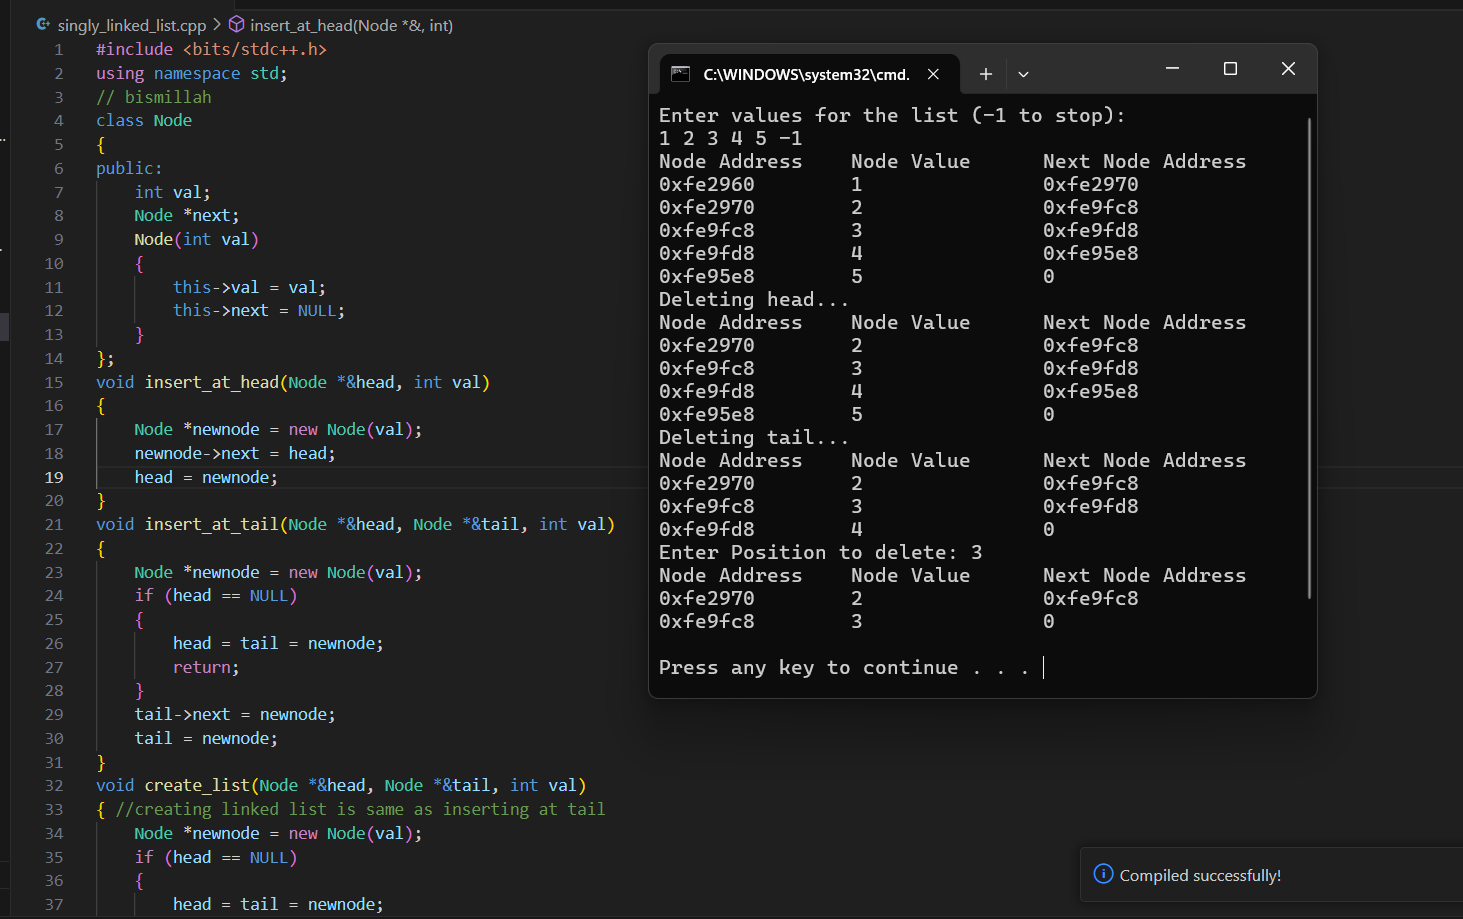 singly_linked_list.cpp > insert_at_head(Node *&, int)
1 #include <bits/stdc++.h>
2 using namespace std;
3 // bismillah
4 class Node
5 {
6 public:
7     int val;
8     Node *next;
9     Node(int val)
10     {
11         this->val = val;
12         this->next = NULL;
13     }
14 };
15 void insert_at_head(Node *&head, int val)
16 {
17     Node *newnode = new Node(val);
18     newnode->next = head;
19     head = newnode;
20 }
21 void insert_at_tail(Node *&head, Node *&tail, int val)
22 {
23     Node *newnode = new Node(val);
24     if (head == NULL)
25     {
26         head = tail = newnode;
27         return;
28     }
29     tail->next = newnode;
30     tail = newnode;
31 }
32 void create_list(Node *&head, Node *&tail, int val)
33 { //creating linked list is same as inserting at tail
34     Node *newnode = new Node(val);
35     if (head == NULL)
36     {
37         head = tail = newnode;
C:\WINDOWS\system32\cmd.
Enter values for the list (-1 to stop):
1 2 3 4 5 -1
Node Address    Node Value      Next Node Address
0xfe2960        1               0xfe2970
0xfe2970        2               0xfe9fc8
0xfe9fc8        3               0xfe9fd8
0xfe9fd8        4               0xfe95e8
0xfe95e8        5               0
Deleting head...
Node Address    Node Value      Next Node Address
0xfe2970        2               0xfe9fc8
0xfe9fc8        3               0xfe9fd8
0xfe9fd8        4               0xfe95e8
0xfe95e8        5               0
Deleting tail...
Node Address    Node Value      Next Node Address
0xfe2970        2               0xfe9fc8
0xfe9fc8        3               0xfe9fd8
0xfe9fd8        4               0
Enter Position to delete: 3
Node Address    Node Value      Next Node Address
0xfe2970        2               0xfe9fc8
0xfe9fc8        3               0
Press any key to continue . . .
Compiled successfully!